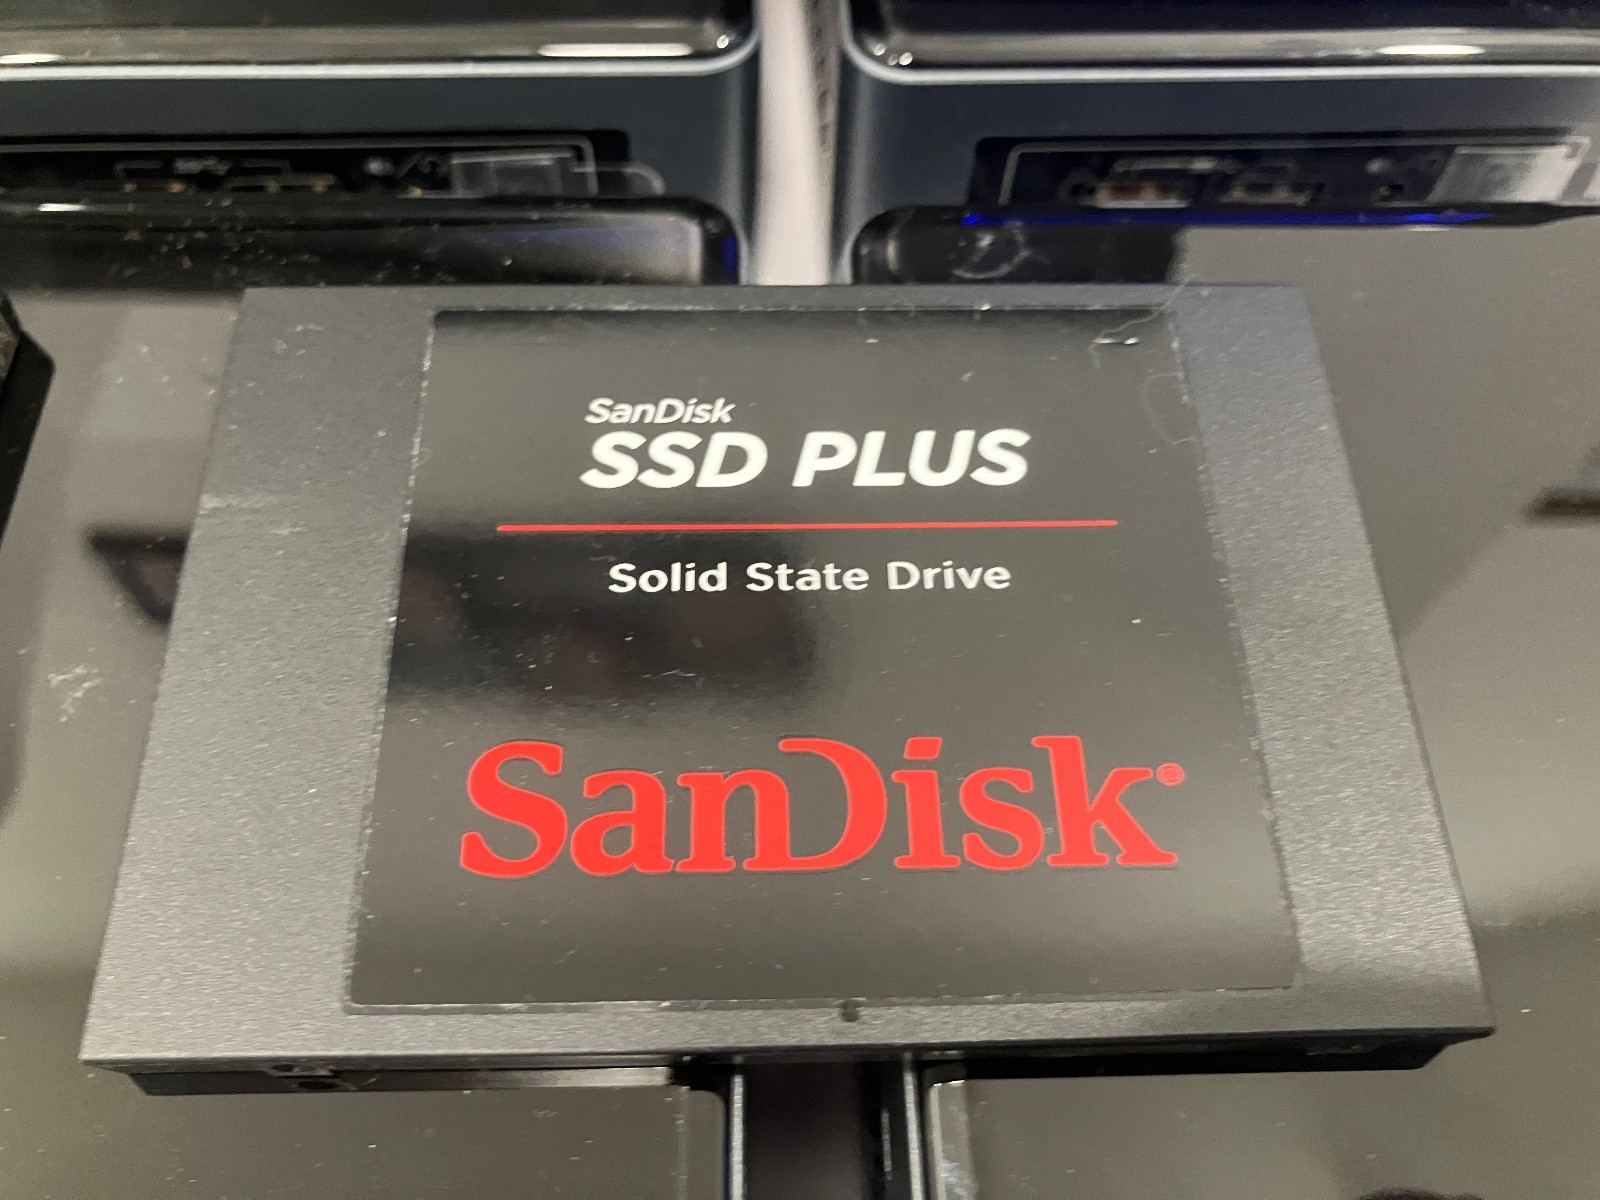 SanDisk
SSD PLUS
Solid State Drive
SanDisk®